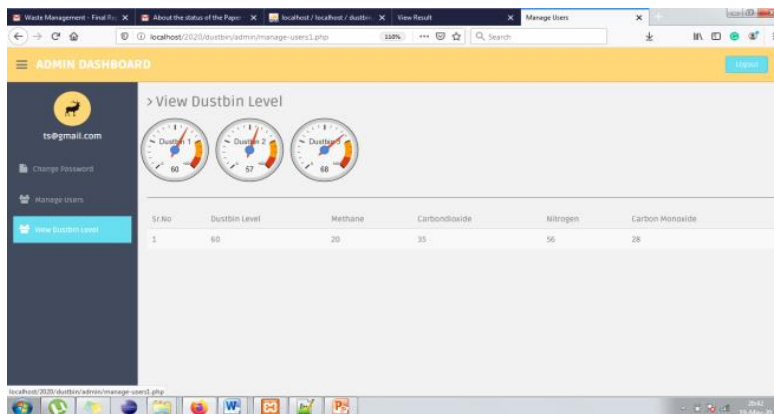 Waste Management - Final Re
About the status of the Paper
localhost / localhost / dustbin
View Result
Manage Users
localhost/2020/dustbin/admin/manage-users1.php
110%
Search
ADMIN DASHBOARD
Logout
ts@gmail.com
Change Password
Manage Users
View Dustbin Level
> View Dustbin Level
Dustbin 1
60
Dustbin 2
67
68
Sr.No Dustbin Level Methane Carbondioxide Nitrogen Carbon Monoxide
1 60 20 35 56 28
localhost/2020/dustbin/admin/manage-users1.php
20:42